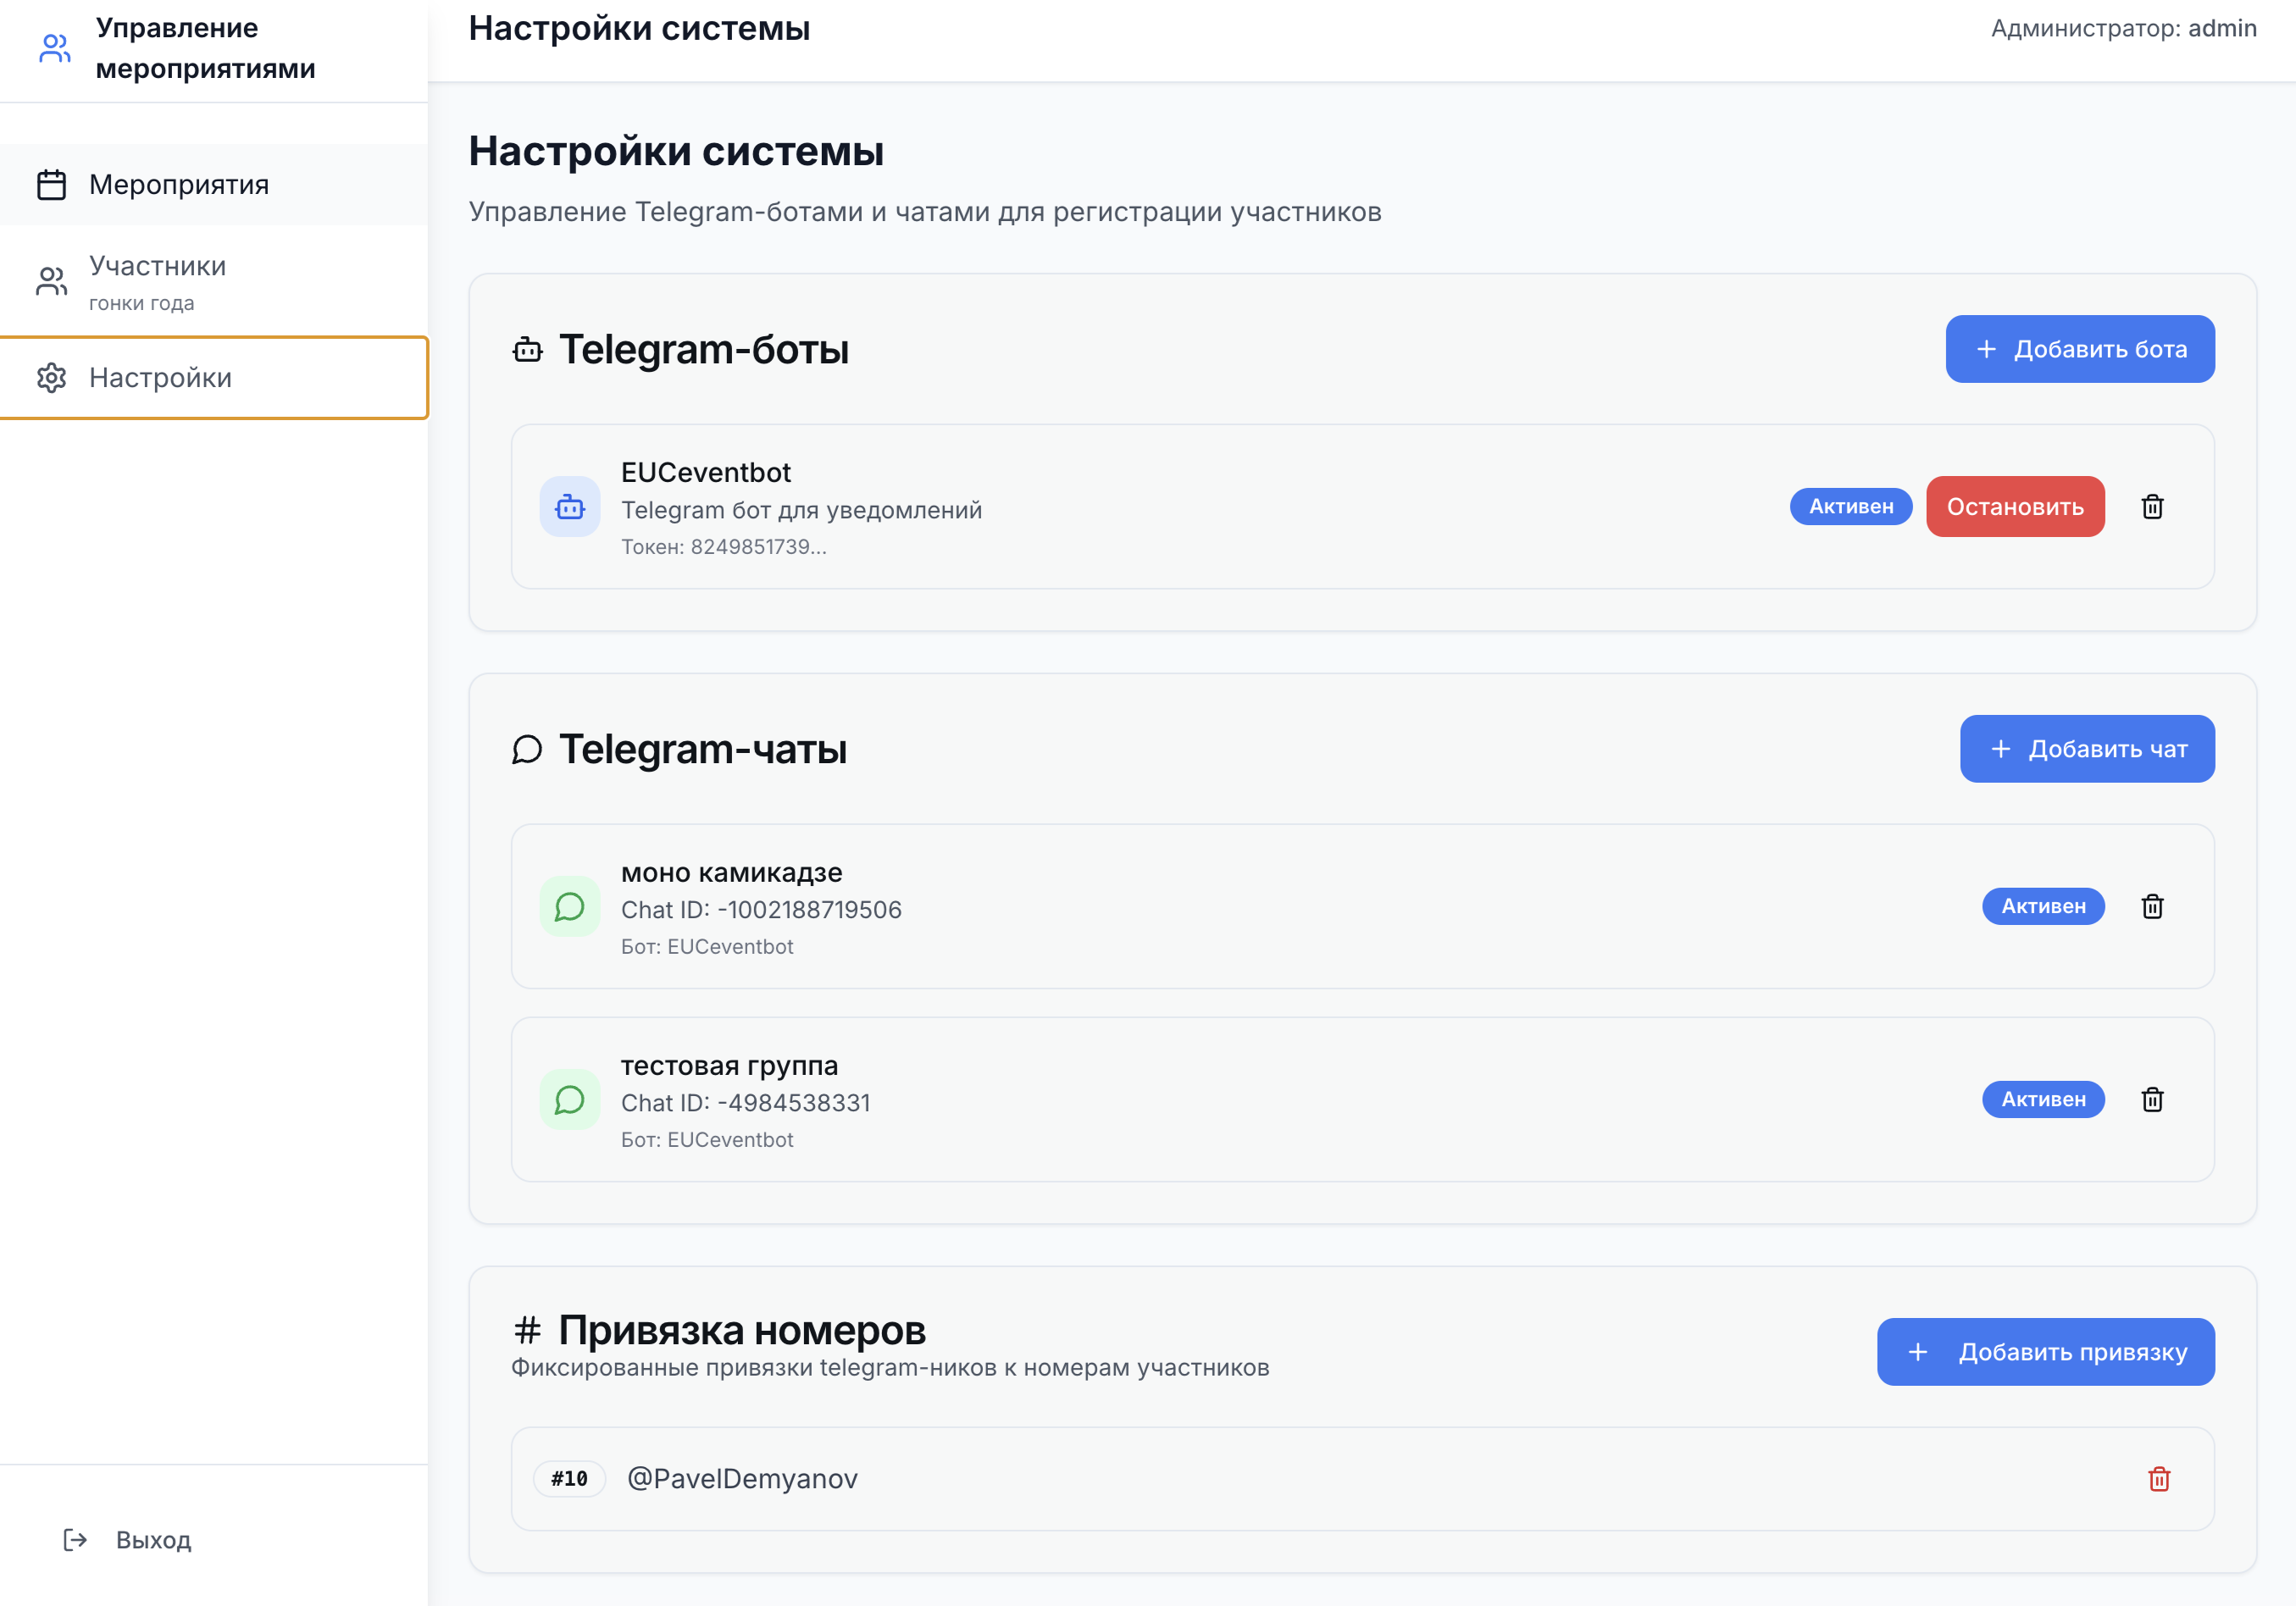 Управление
мероприятиями
Мероприятия
Участники
гонки года
Настройки
Выход
Настройки системы
Администратор: admin
Настройки системы
Управление Telegram-ботами и чатами для регистрации участников
Telegram-боты
Добавить бота
EUCeventbot
Telegram бот для уведомлений
Токен: 8249851739...
Активен
Остановить
Telegram-чаты
Добавить чат
моно камикадзе
Chat ID: -1002188719506
Бот: EUCeventbot
Активен
тестовая группа
Chat ID: -4984538331
Бот: EUCeventbot
Активен
Привязка номеров
Фиксированные привязки telegram-ников к номерам участников
Добавить привязку
#10 @PavelDemyanov